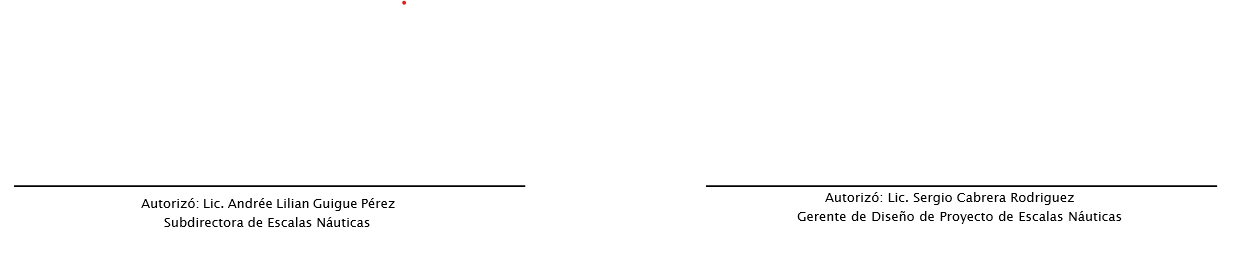 Autorizó: Lic. Andrée Lilian Guigue Pérez
Subdirectora de Escalas Náuticas
Autorizó: Lic. Sergio Cabrera Rodriguez
Gerente de Diseño de Proyecto de Escalas Náuticas